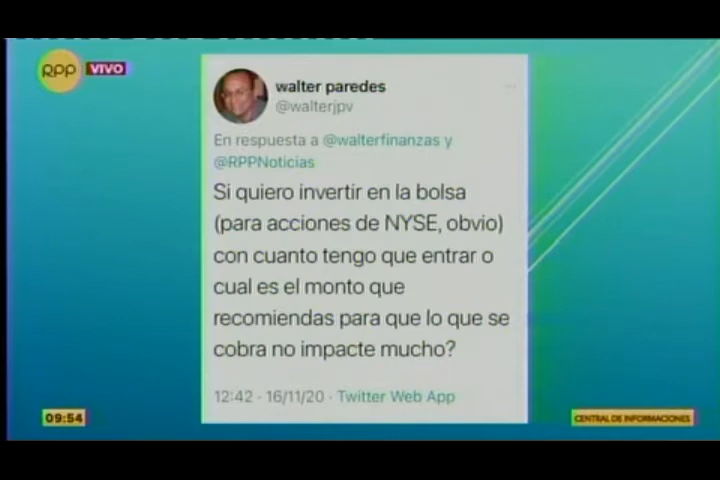 RPP VIVO
walter paredes
@walterjpv
En respuesta a @walterfinanzas y
@RPPNoticias
Si quiero invertir en la bolsa
(para acciones de NYSE, obvio)
con cuanto tengo que entrar o
cual es el monto que
recomiendas para que lo que se
cobra no impacte mucho?
12:42 · 16/11/20 · Twitter Web App
09:54
CENTRAL DE INFORMACIONES